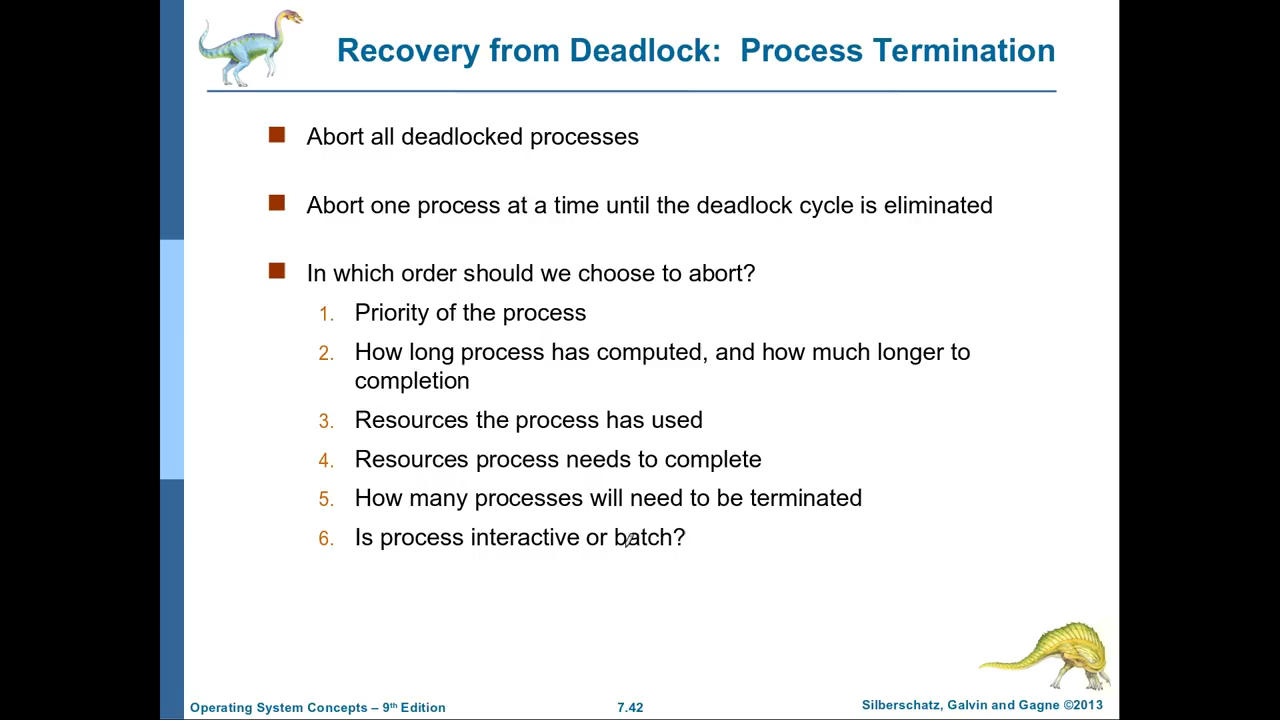 Recovery from Deadlock: Process Termination
■ Abort all deadlocked processes
■ Abort one process at a time until the deadlock cycle is eliminated
■ In which order should we choose to abort?
1. Priority of the process
2. How long process has computed, and how much longer to
completion
3. Resources the process has used
4. Resources process needs to complete
5. How many processes will need to be terminated
6. Is process interactive or batch?
Operating System Concepts – 9th Edition
7.42
Silberschatz, Galvin and Gagne ©2013